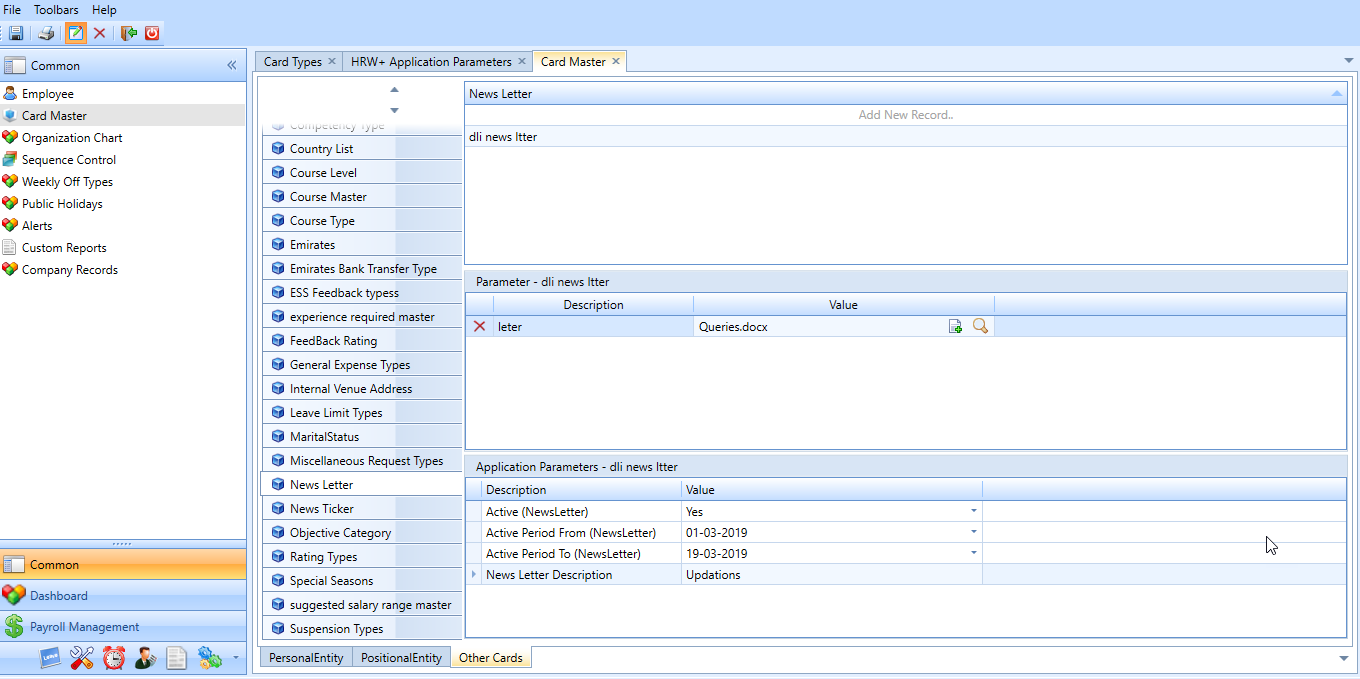 File Toolbars Help
Common
Employee
Card Master
Organization Chart
Sequence Control
Weekly Off Types
Public Holidays
Alerts
Custom Reports
Company Records
Common
Dashboard
Payroll Management
Card Types
HRW+ Application Parameters
Card Master
Competency Type
Country List
Course Level
Course Master
Course Type
Emirates
Emirates Bank Transfer Type
ESS Feedback typess
experience required master
FeedBack Rating
General Expense Types
Internal Venue Address
Leave Limit Types
MaritalStatus
Miscellaneous Request Types
News Letter
News Ticker
Objective Category
Rating Types
Special Seasons
suggested salary range master
Suspension Types
News Letter
Add New Record..
dli news ltter
Parameter - dli news ltter
Description Value
leter Queries.docx
Application Parameters - dli news ltter
Description Value
Active (NewsLetter) Yes
Active Period From (NewsLetter) 01-03-2019
Active Period To (NewsLetter) 19-03-2019
News Letter Description Updations
PersonalEntity PositionalEntity Other Cards